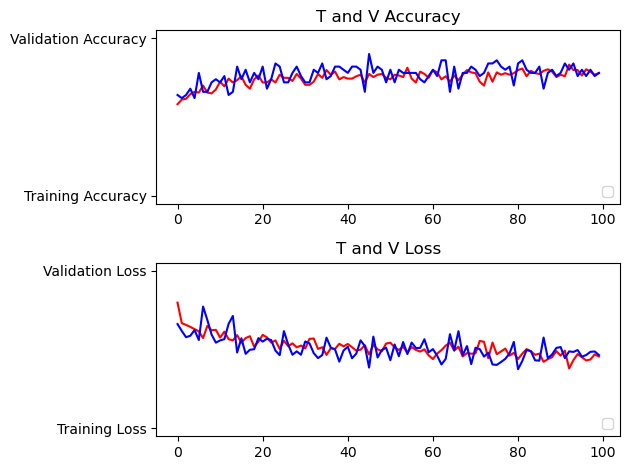 T and V Accuracy
Validation Accuracy
Training Accuracy
0 20 40 60 80 100
T and V Loss
Validation Loss
Training Loss
0 20 40 60 80 100